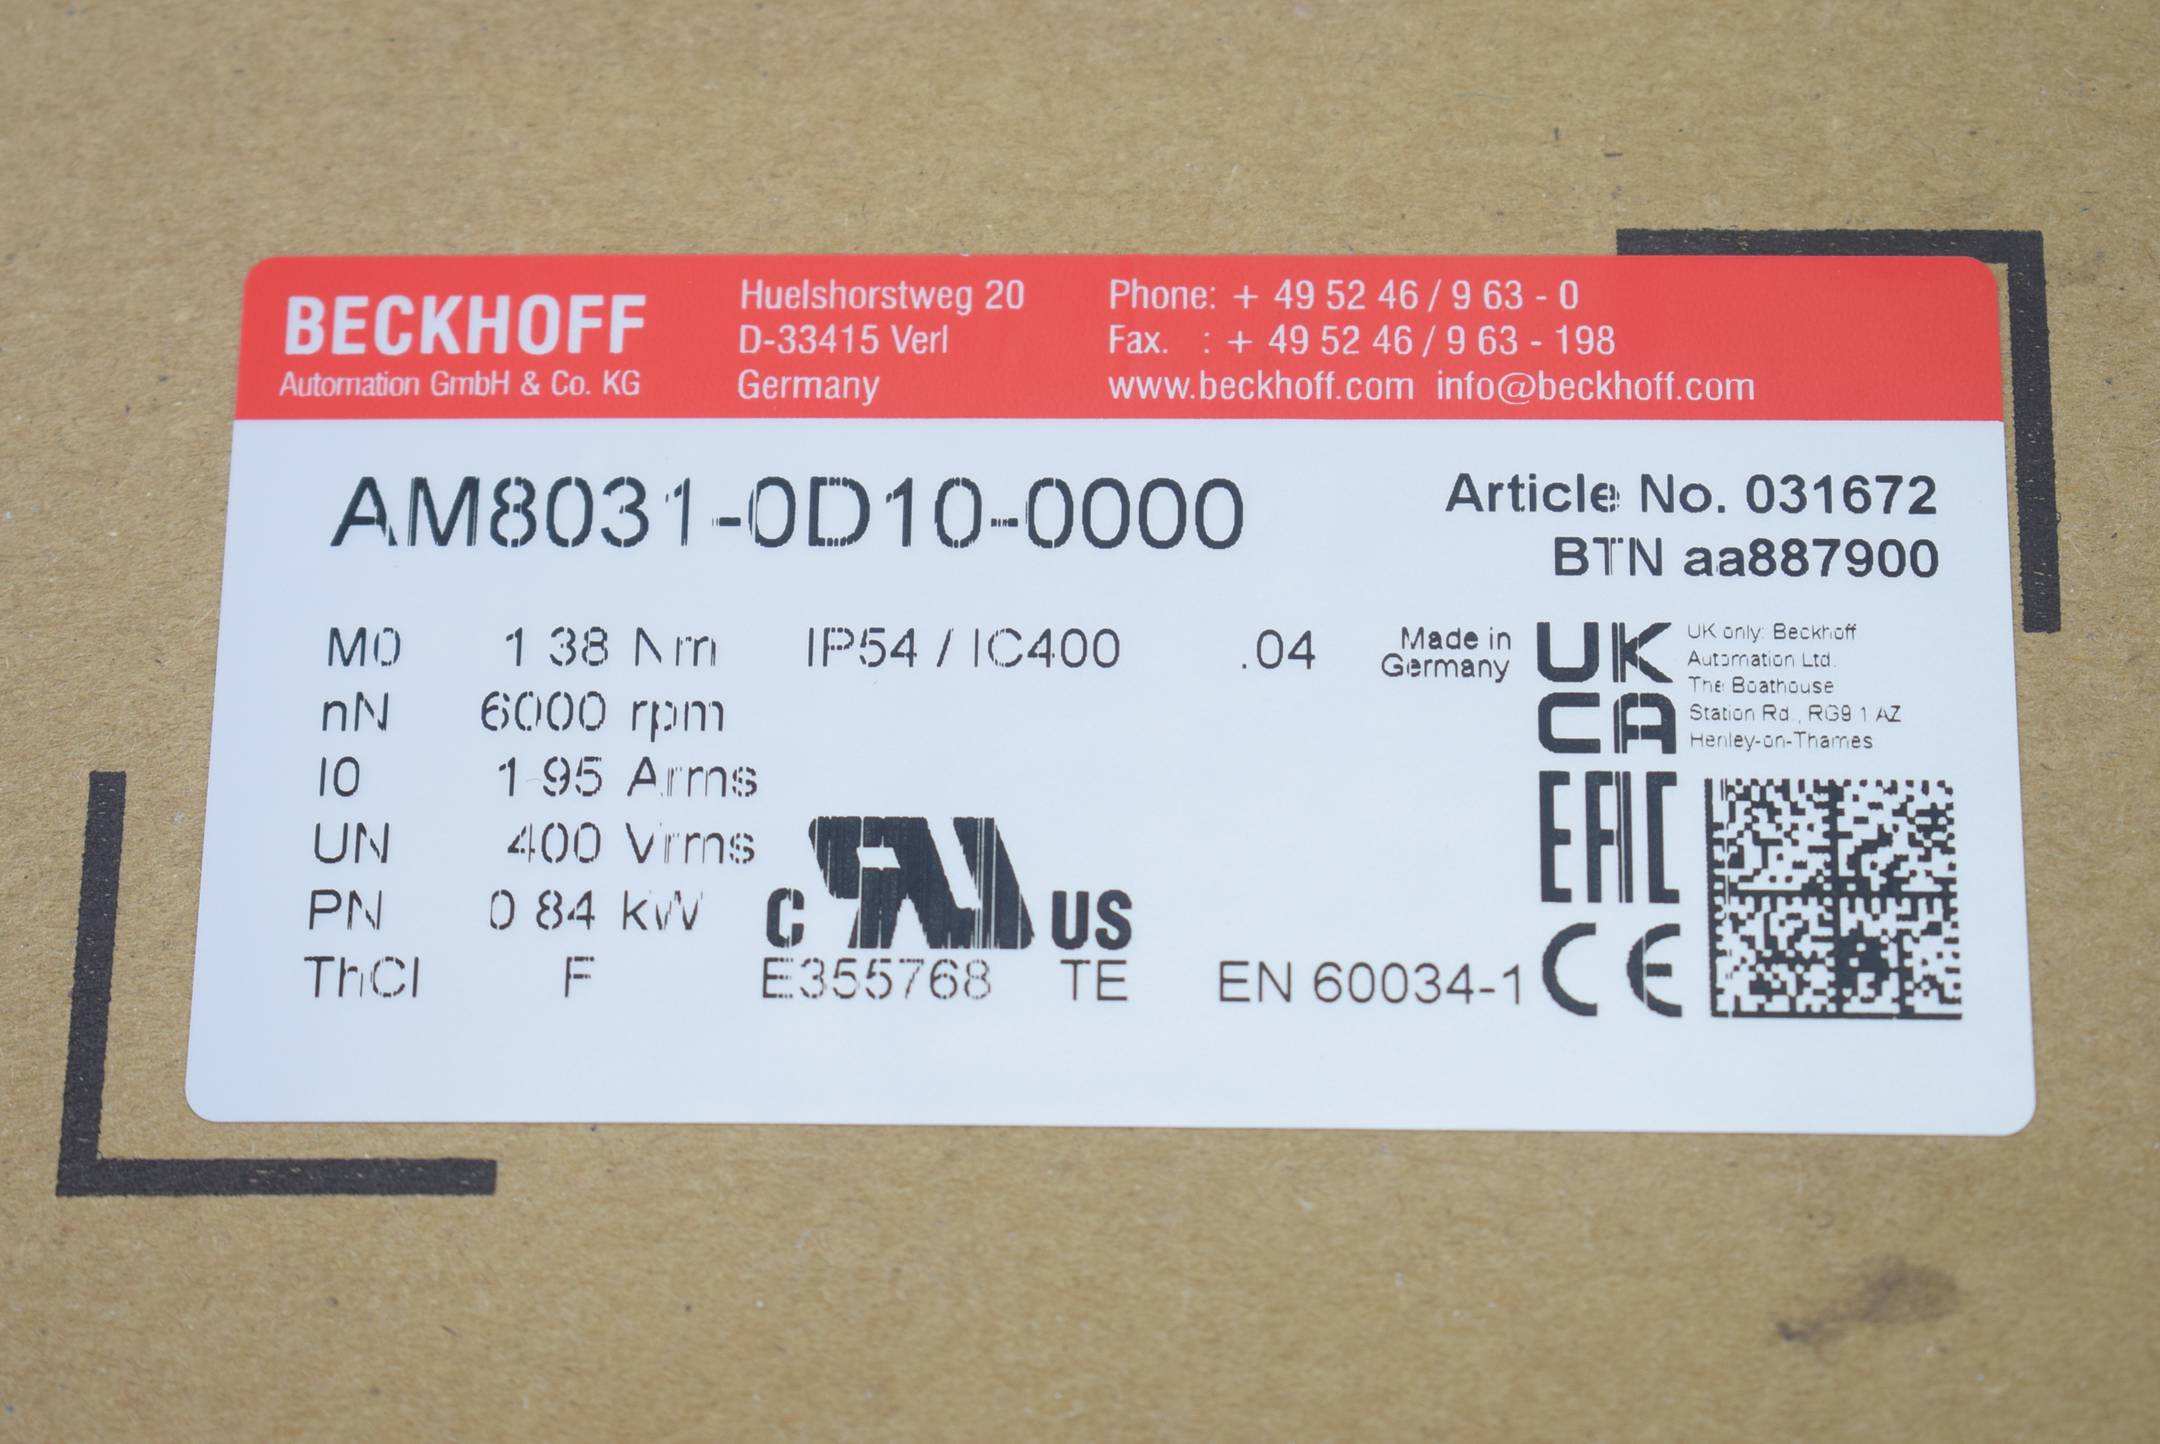 BECKHOFF
Automation GmbH & Co. KG
Huelshorstweg 20
D-33415 Verl
Germany
Phone: + 49 52 46 / 9 63 - 0
Fax. : + 49 52 46 / 9 63 - 198
www.beckhoff.com info@beckhoff.com
AM8031-0D10-0000
Article No. 031672
BTN aa887900
M0 1.38 Nm IP54 / IC400 .04
nN 6000 rpm
I0 1.95 Arms
UN 400 Vrms
PN 0.84 kW
ThCl F
C RU US
E355768 TE
EN 60034-1
Made in
Germany
UK
CA
EAC
CE
UK only: Beckhoff
Automation Ltd.
The Boathouse
Station Rd., RG9 1 AZ
Henley-on-Thames